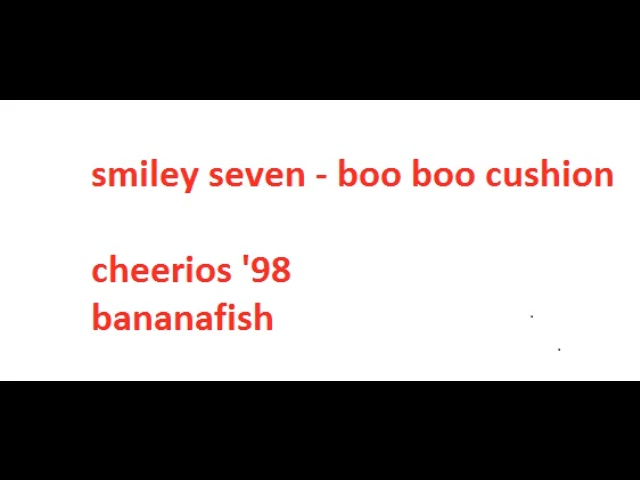 smiley seven - boo boo cushion
cheerios '98
bananafish